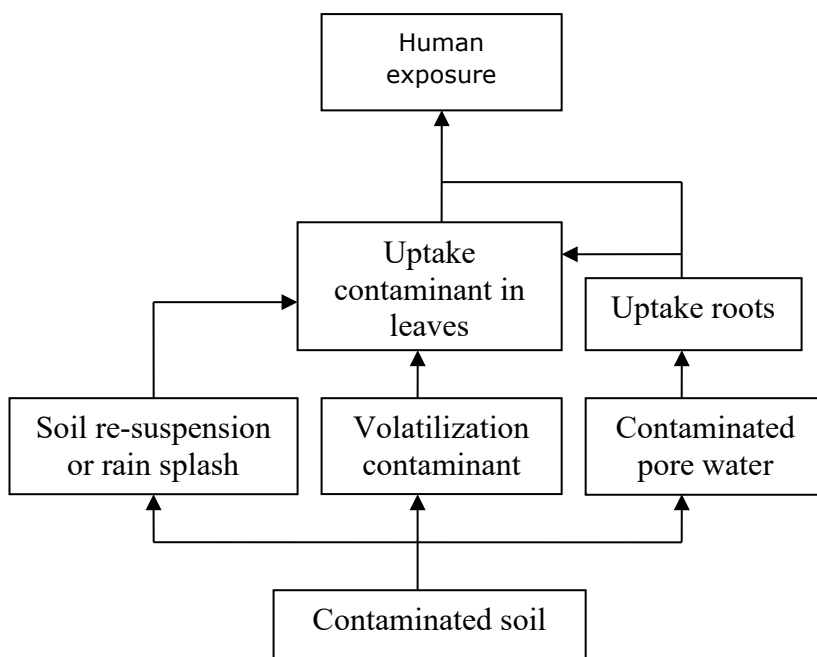 Human
exposure
Uptake
contaminant in
leaves
Uptake roots
Soil re-suspension
or rain splash
Volatilization
contaminant
Contaminated
pore water
Contaminated soil